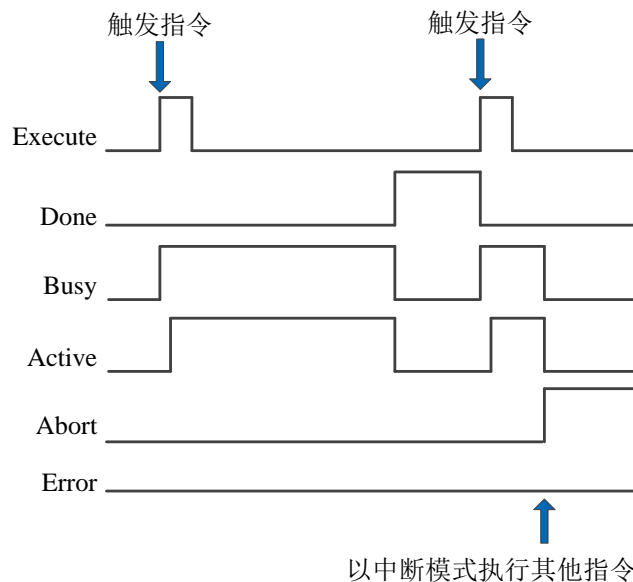 触发指令 触发指令
Execute
Done
Busy
Active
Abort
Error
以中断模式执行其他指令